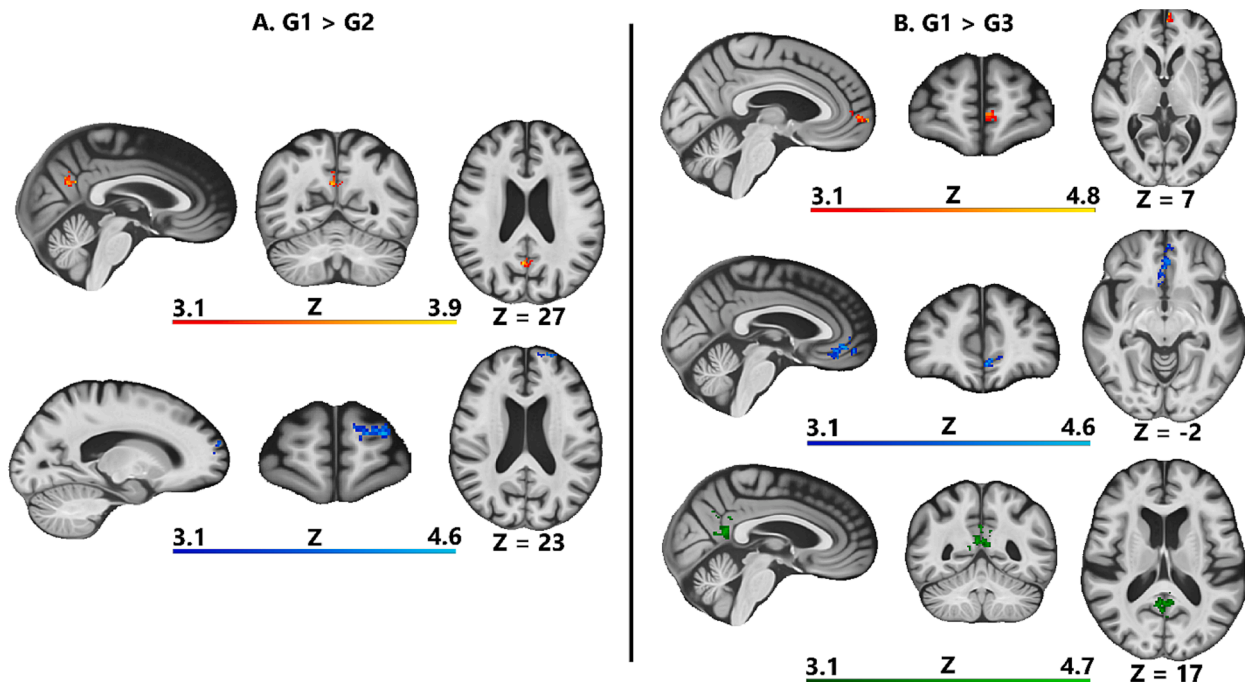 A. G1 > G2
3.1 Z 3.9
Z = 27
3.1 Z 4.6
Z = 23
B. G1 > G3
3.1 Z 4.8
Z = 7
3.1 Z 4.6
Z = -2
3.1 Z 4.7
Z = 17